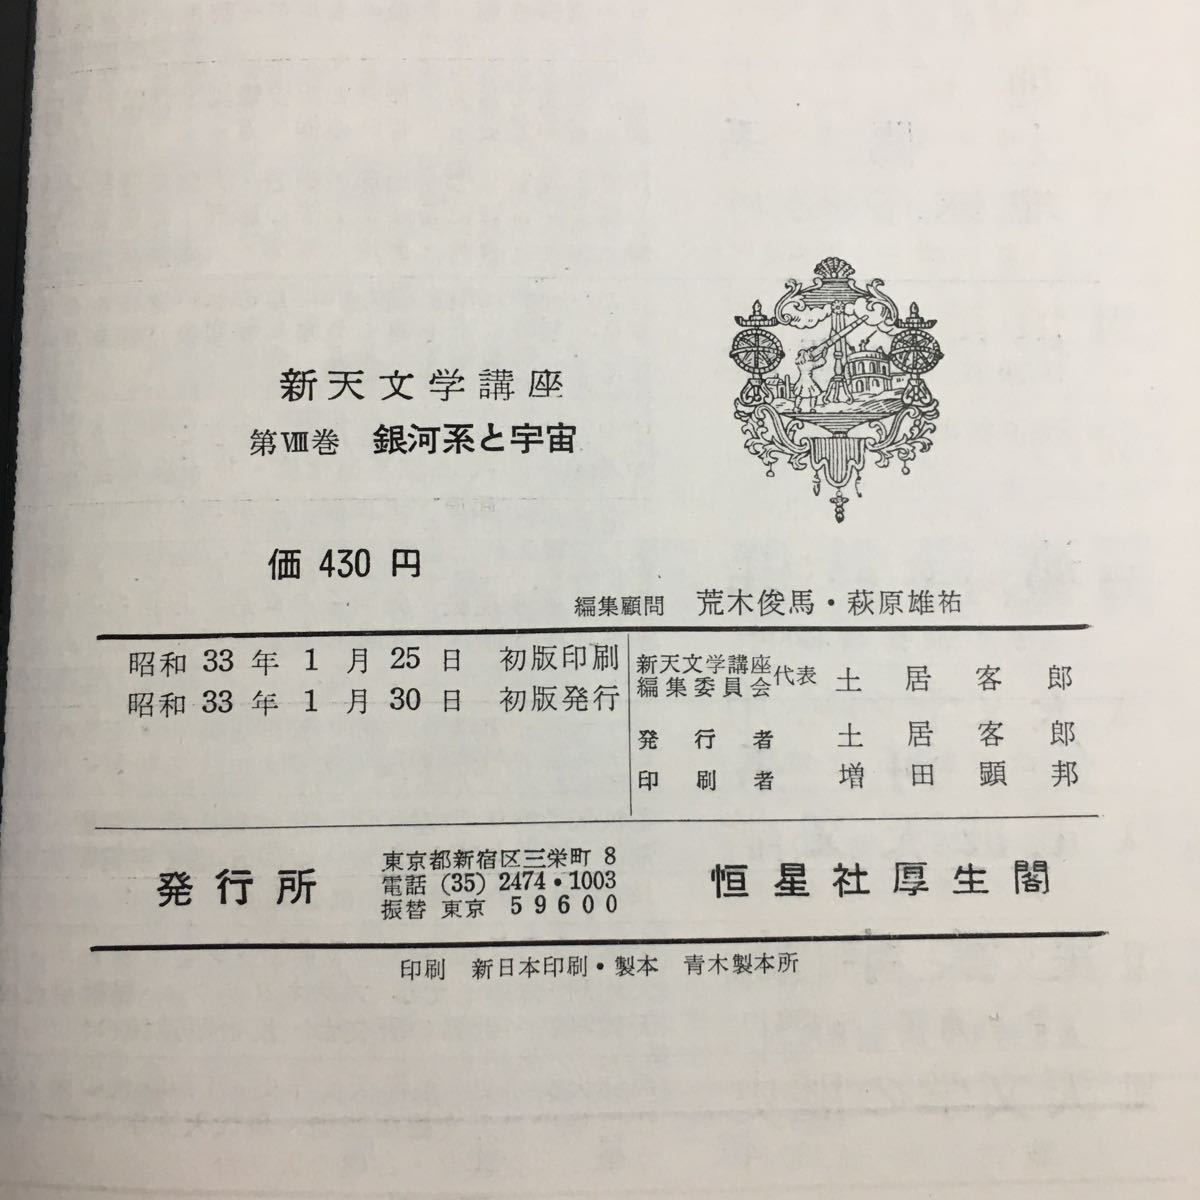 新天文学講座
第Ⅷ巻 銀河系と宇宙
価 430 円
編集顧問 荒木俊馬・萩原雄祐
昭和 33 年 1 月 25 日 初版印刷
昭和 33 年 1 月 30 日 初版発行
新天文学講座
編集委員会 代表 土居客郎
発行者 土居客郎
印刷者 増田顕邦
発行所
東京都新宿区三栄町 8
電話 (35) 2474・1003
振替 東京 59600
恒星社厚生閣
印刷 新日本印刷・製本 青木製本所